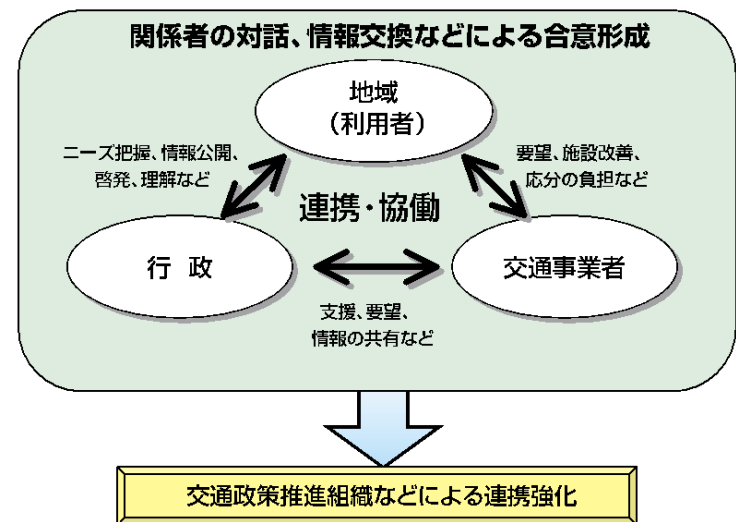 関係者の対話、情報交換などによる合意形成
地域
（利用者）
ニーズ把握、情報公開、
啓発、理解など
要望、施設改善、
応分の負担など
連携・協働
行 政
交通事業者
支援、要望、
情報の共有など
交通政策推進組織などによる連携強化